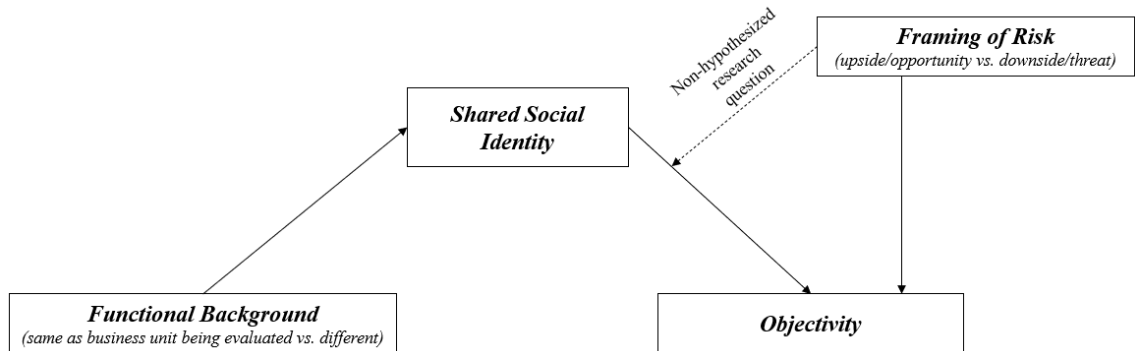 Framing of Risk
(upside/opportunity vs. downside/threat)
Non-hypothesized
research
question
Shared Social
Identity
Functional Background
(same as business unit being evaluated vs. different)
Objectivity